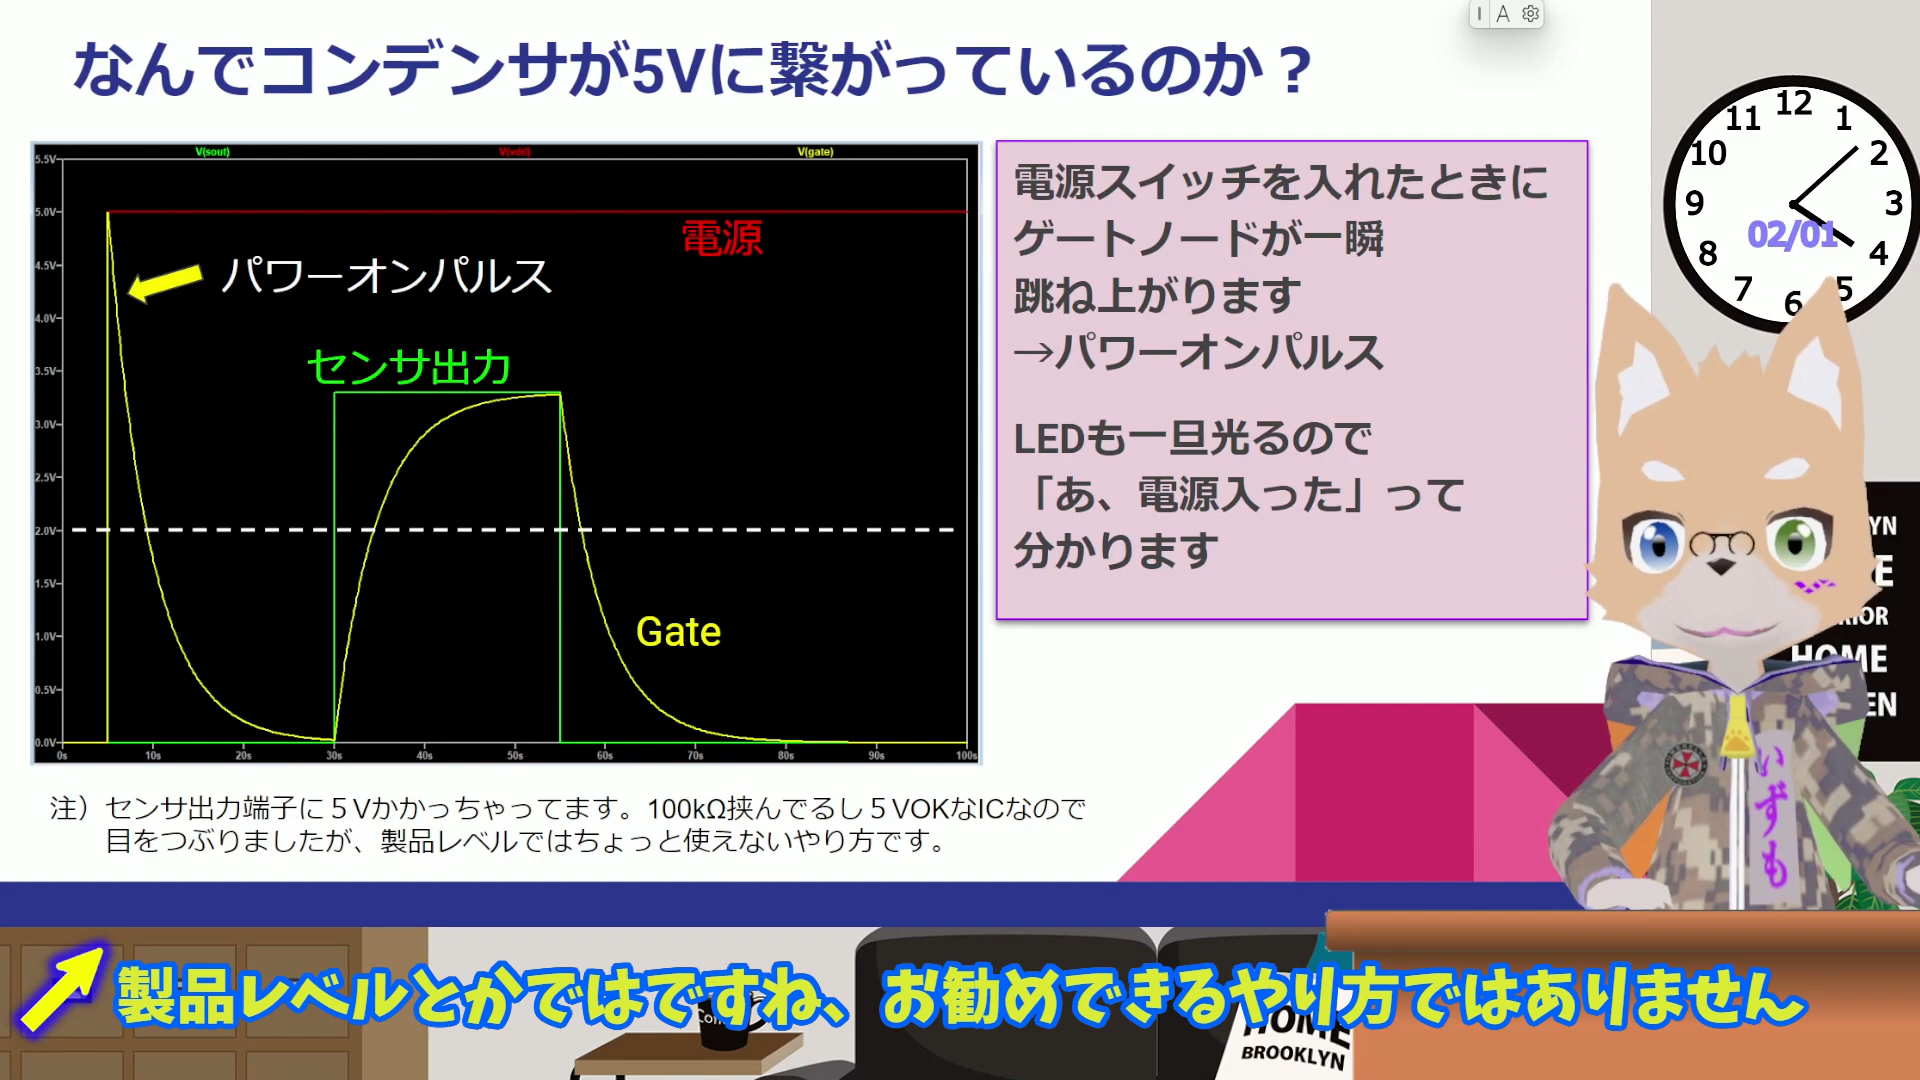 I A
なんでコンデンサが5Vに繋がっているのか？
V(sout) V(vdd) V(gate)
5.5V
5.0V
4.5V
4.0V
3.5V
3.0V
2.5V
2.0V
1.5V
1.0V
0.5V
0.0V
0s 10s 20s 30s 40s 50s 60s 70s 80s 90s 100s
電源
パワーオンパルス
センサ出力
Gate
電源スイッチを入れたときに
ゲートノードが一瞬
跳ね上がります
→パワーオンパルス
LEDも一旦光るので
「あ、電源入った」って
分かります
注）センサ出力端子に５Vかかっちゃってます。100kΩ挟んでるし５VOKなICなので
目をつぶりましたが、製品レベルではちょっと使えないやり方です。
12
1
2
3
4
5
6
7
8
9
10
11
02/01
YN
E
RIOR
HOME
EN
いずも
製品レベルとかではですね、お勧めできるやり方ではありません
HOME
BROOKLYN